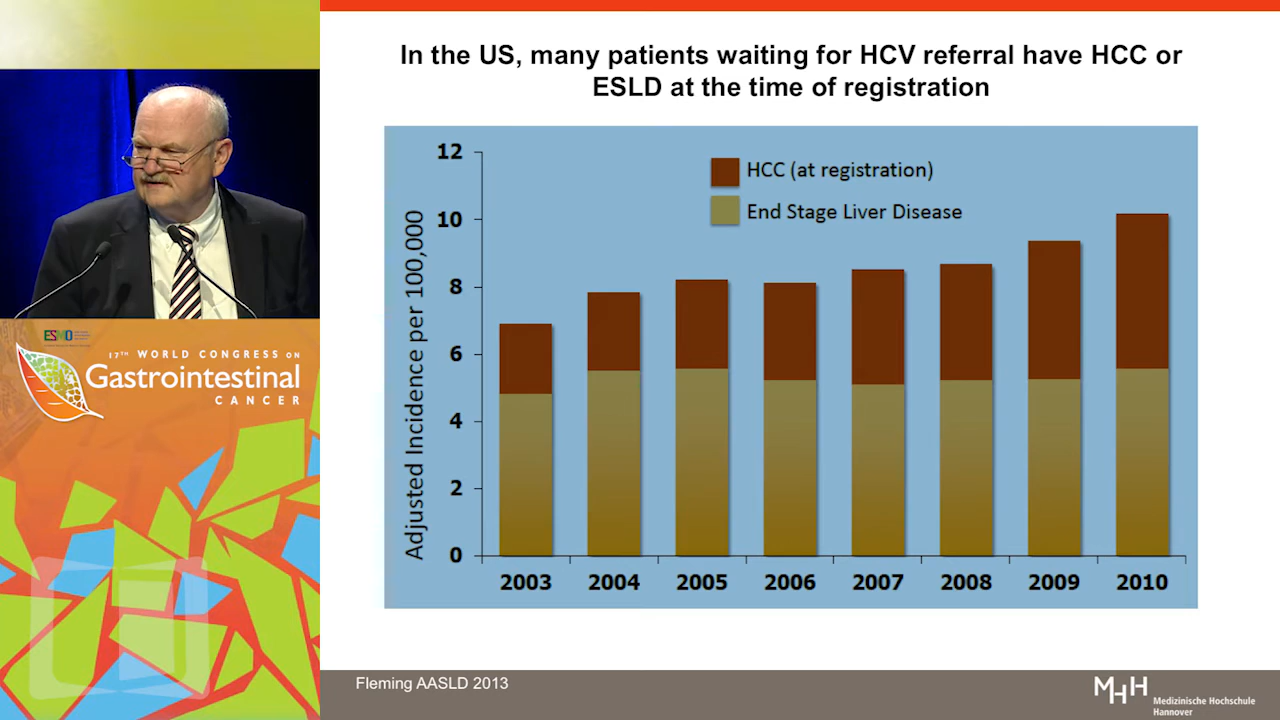 In the US, many patients waiting for HCV referral have HCC or
ESLD at the time of registration
HCC (at registration)
End Stage Liver Disease
Adjusted Incidence per 100,000
12
10
8
6
4
2
0
2003 2004 2005 2006 2007 2008 2009 2010
ESMO
17TH WORLD CONGRESS ON
Gastrointestinal
CANCER
Fleming AASLD 2013
MHH
Medizinische Hochschule
Hannover